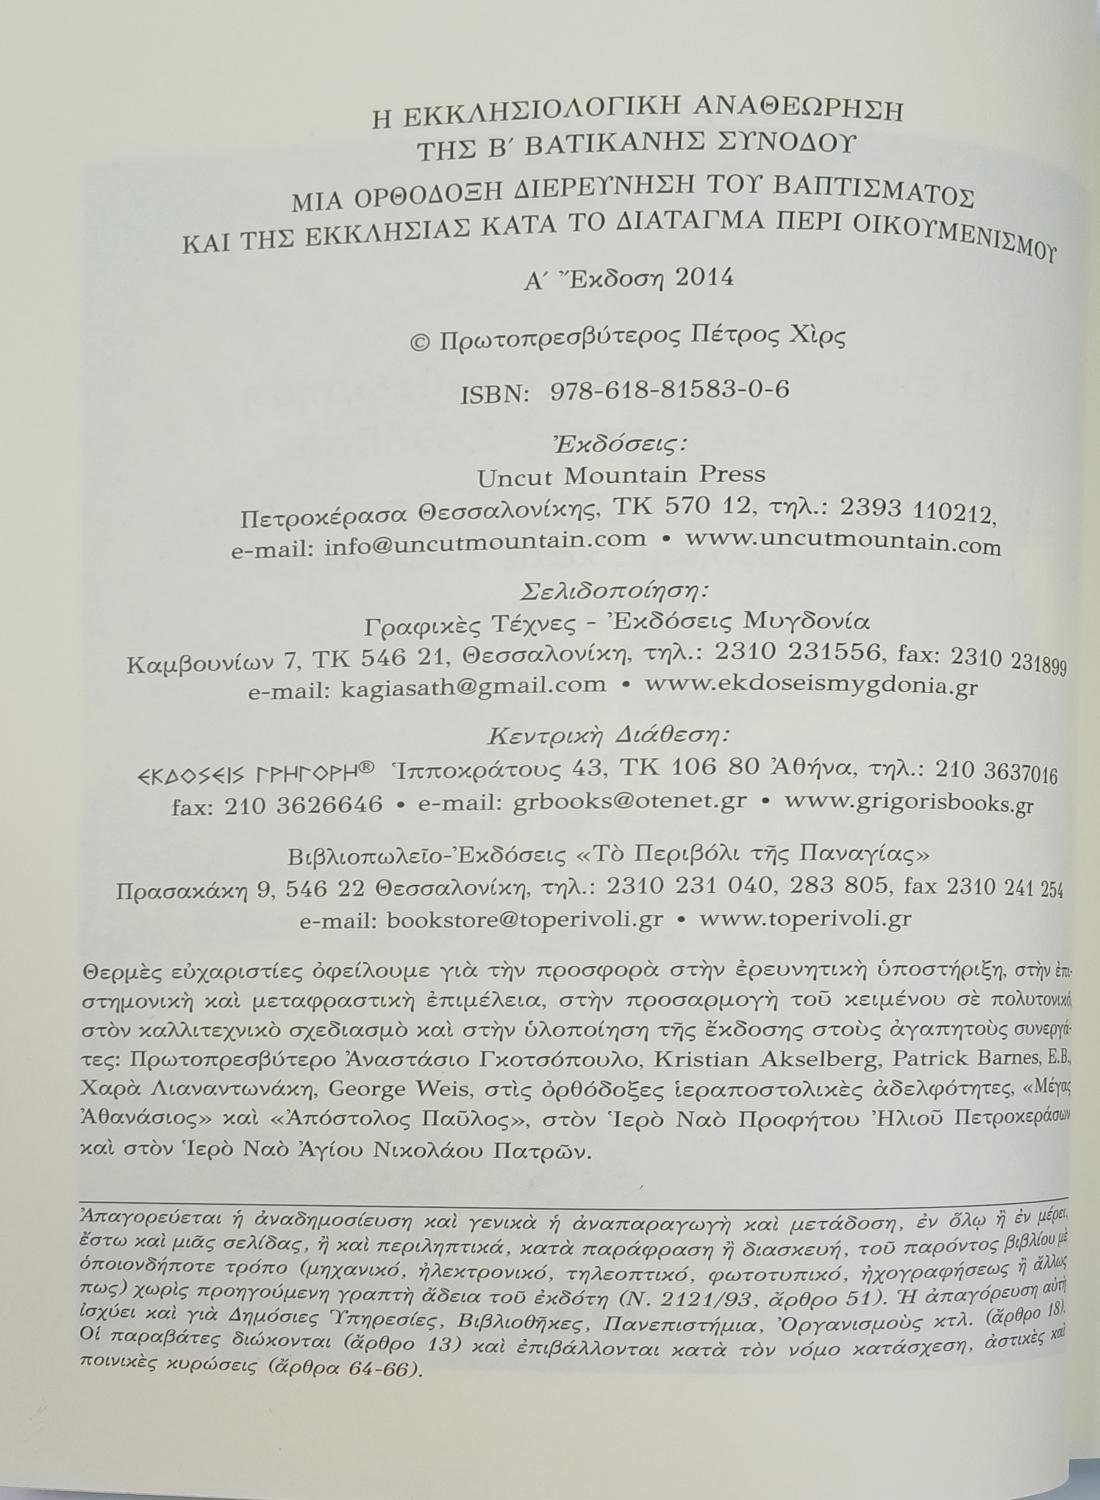 Η ΕΚΚΛΗΣΙΟΛΟΓΙΚΗ ΑΝΑΘΕΩΡΗΣΗ
ΤΗΣ Β΄ ΒΑΤΙΚΑΝΗΣ ΣΥΝΟΔΟΥ
ΜΙΑ ΟΡΘΟΔΟΞΗ ΔΙΕΡΕΥΝΗΣΗ ΤΟΥ ΒΑΠΤΙΣΜΑΤΟΣ
ΚΑΙ ΤΗΣ ΕΚΚΛΗΣΙΑΣ ΚΑΤΑ ΤΟ ΔΙΑΤΑΓΜΑ ΠΕΡΙ ΟΙΚΟΥΜΕΝΙΣΜΟΥ
Α΄ Ἔκδοση 2014
© Πρωτοπρεσβύτερος Πέτρος Χὶρς
ISBN: 978-618-81583-0-6
Ἐκδόσεις:
Uncut Mountain Press
Πετροκέρασα Θεσσαλονίκης, ΤΚ 570 12, τηλ.: 2393 110212,
e-mail: info@uncutmountain.com • www.uncutmountain.com
Σελιδοποίηση:
Γραφικὲς Τέχνες - Ἐκδόσεις Μυγδονία
Καμβουνίων 7, ΤΚ 546 21, Θεσσαλονίκη, τηλ.: 2310 231556, fax: 2310 231899
e-mail: kagiasath@gmail.com • www.ekdoseismygdonia.gr
Κεντρικὴ Διάθεση:
ΕΚΔΟΣΕΙΣ ΓΡΗΓΟΡΗ® Ἱπποκράτους 43, ΤΚ 106 80 Ἀθήνα, τηλ.: 210 3637016
fax: 210 3626646 • e-mail: grbooks@otenet.gr • www.grigorisbooks.gr
Βιβλιοπωλεῖο-Ἐκδόσεις «Τὸ Περιβόλι τῆς Παναγίας»
Πρασακάκη 9, 546 22 Θεσσαλονίκη, τηλ.: 2310 231 040, 283 805, fax 2310 241 254
e-mail: bookstore@toperivoli.gr • www.toperivoli.gr
Θερμὲς εὐχαριστίες ὀφείλουμε γιὰ τὴν προσφορὰ στὴν ἐρευνητικὴ ὑποστήριξη, στὴν ἐπι-
στημονικὴ καὶ μεταφραστικὴ ἐπιμέλεια, στὴν προσαρμογὴ τοῦ κειμένου σὲ πολυτονικό,
στὸν καλλιτεχνικὸ σχεδιασμὸ καὶ στὴν ὑλοποίηση τῆς ἔκδοσης στοὺς ἀγαπητοὺς συνεργά-
τες: Πρωτοπρεσβύτερο Ἀναστάσιο Γκοτσόπουλο, Kristian Akselberg, Patrick Barnes, E.B.,
Χαρὰ Λιαναντωνάκη, George Weis, στὶς ὀρθόδοξες ἱεραποστολικὲς ἀδελφότητες, «Μέγας
Ἀθανάσιος» καὶ «Ἀπόστολος Παῦλος», στὸν Ἱερὸ Ναὸ Προφήτου Ἠλιοῦ Πετροκεράσων
καὶ στὸν Ἱερὸ Ναὸ Ἁγίου Νικολάου Πατρῶν.
Ἀπαγορεύεται ἡ ἀναδημοσίευση καὶ γενικὰ ἡ ἀναπαραγωγὴ καὶ μετάδοση, ἐν ὅλῳ ἢ ἐν μέρει,
ἔστω καὶ μιᾶς σελίδας, ἢ καὶ περιληπτικά, κατὰ παράφραση ἢ διασκευή, τοῦ παρόντος βιβλίου μὲ
ὁποιονδήποτε τρόπο (μηχανικό, ἠλεκτρονικό, τηλεοπτικό, φωτοτυπικό, ἠχογραφήσεως ἢ ἄλλως
πως) χωρὶς προηγούμενη γραπτὴ ἄδεια τοῦ ἐκδότη (Ν. 2121/93, ἄρθρο 51). Ἡ ἀπαγόρευση αὐτὴ
ἰσχύει καὶ γιὰ Δημόσιες Ὑπηρεσίες, Βιβλιοθῆκες, Πανεπιστήμια, Ὀργανισμοὺς κτλ. (ἄρθρο 18).
Οἱ παραβάτες διώκονται (ἄρθρο 13) καὶ ἐπιβάλλονται κατὰ τὸν νόμο κατάσχεση, ἀστικὲς καὶ
ποινικὲς κυρώσεις (ἄρθρα 64-66).